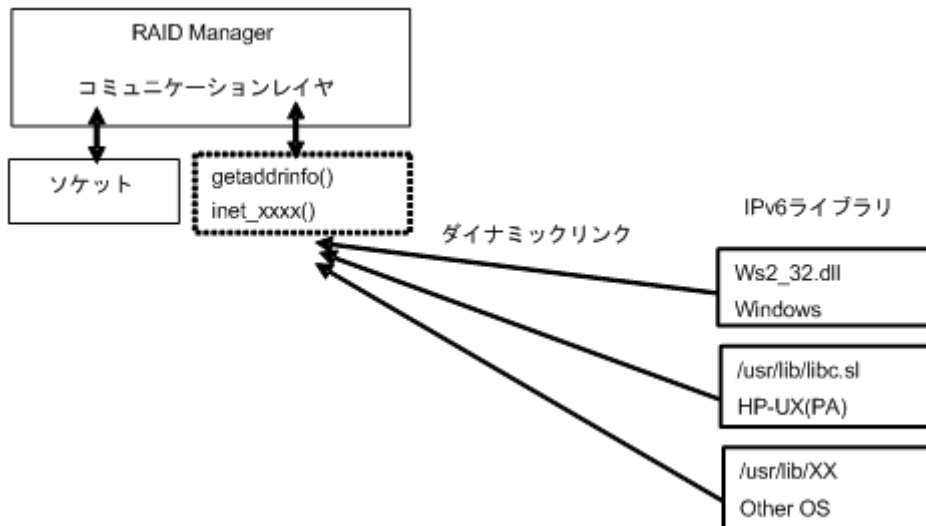 RAID Manager
コミュニケーションレイヤ
ソケット
getaddrinfo()
inet_xxxx()
ダイナミックリンク
IPv6ライブラリ
Ws2_32.dll
Windows
/usr/lib/libc.sl
HP-UX(PA)
/usr/lib/XX
Other OS